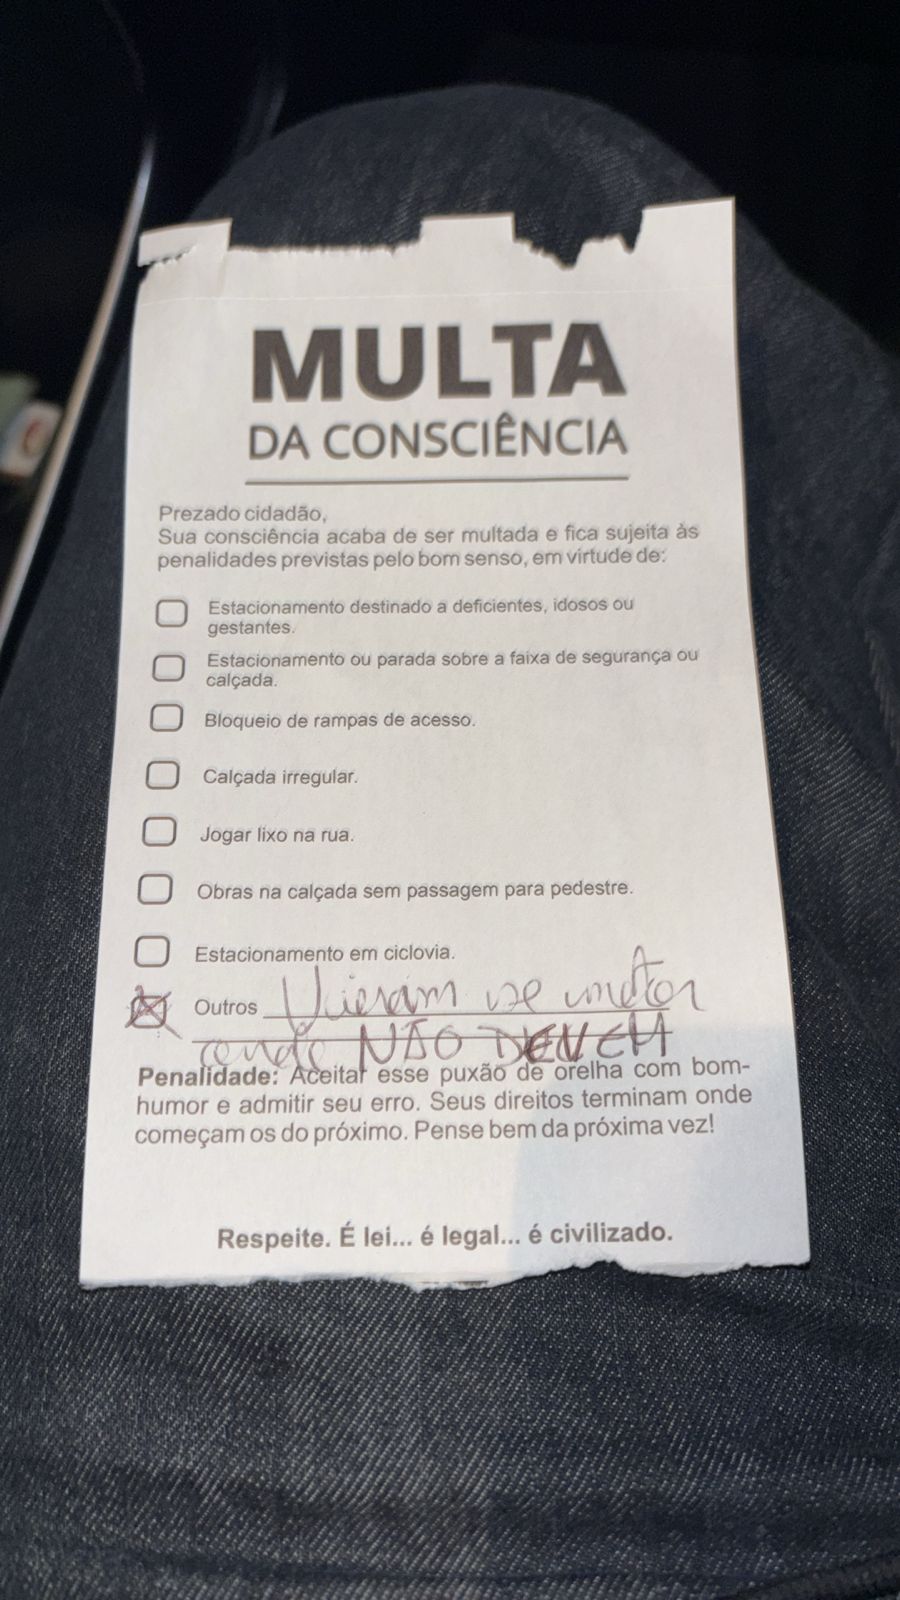 MULTA
DA CONSCIÊNCIA
Prezado cidadão,
Sua consciência acaba de ser multada e fica sujeita às
penalidades previstas pelo bom senso, em virtude de:
Estacionamento destinado a deficientes, idosos ou
gestantes.
Estacionamento ou parada sobre a faixa de segurança ou
calçada.
Bloqueio de rampas de acesso.
Calçada irregular.
Jogar lixo na rua.
Obras na calçada sem passagem para pedestre.
Estacionamento em ciclovia.
Outros Vieram se meter
onde NÃO DEVEM
Penalidade: Aceitar esse puxão de orelha com bom-
humor e admitir seu erro. Seus direitos terminam onde
começam os do próximo. Pense bem da próxima vez!
Respeite. É lei... é legal... é civilizado.